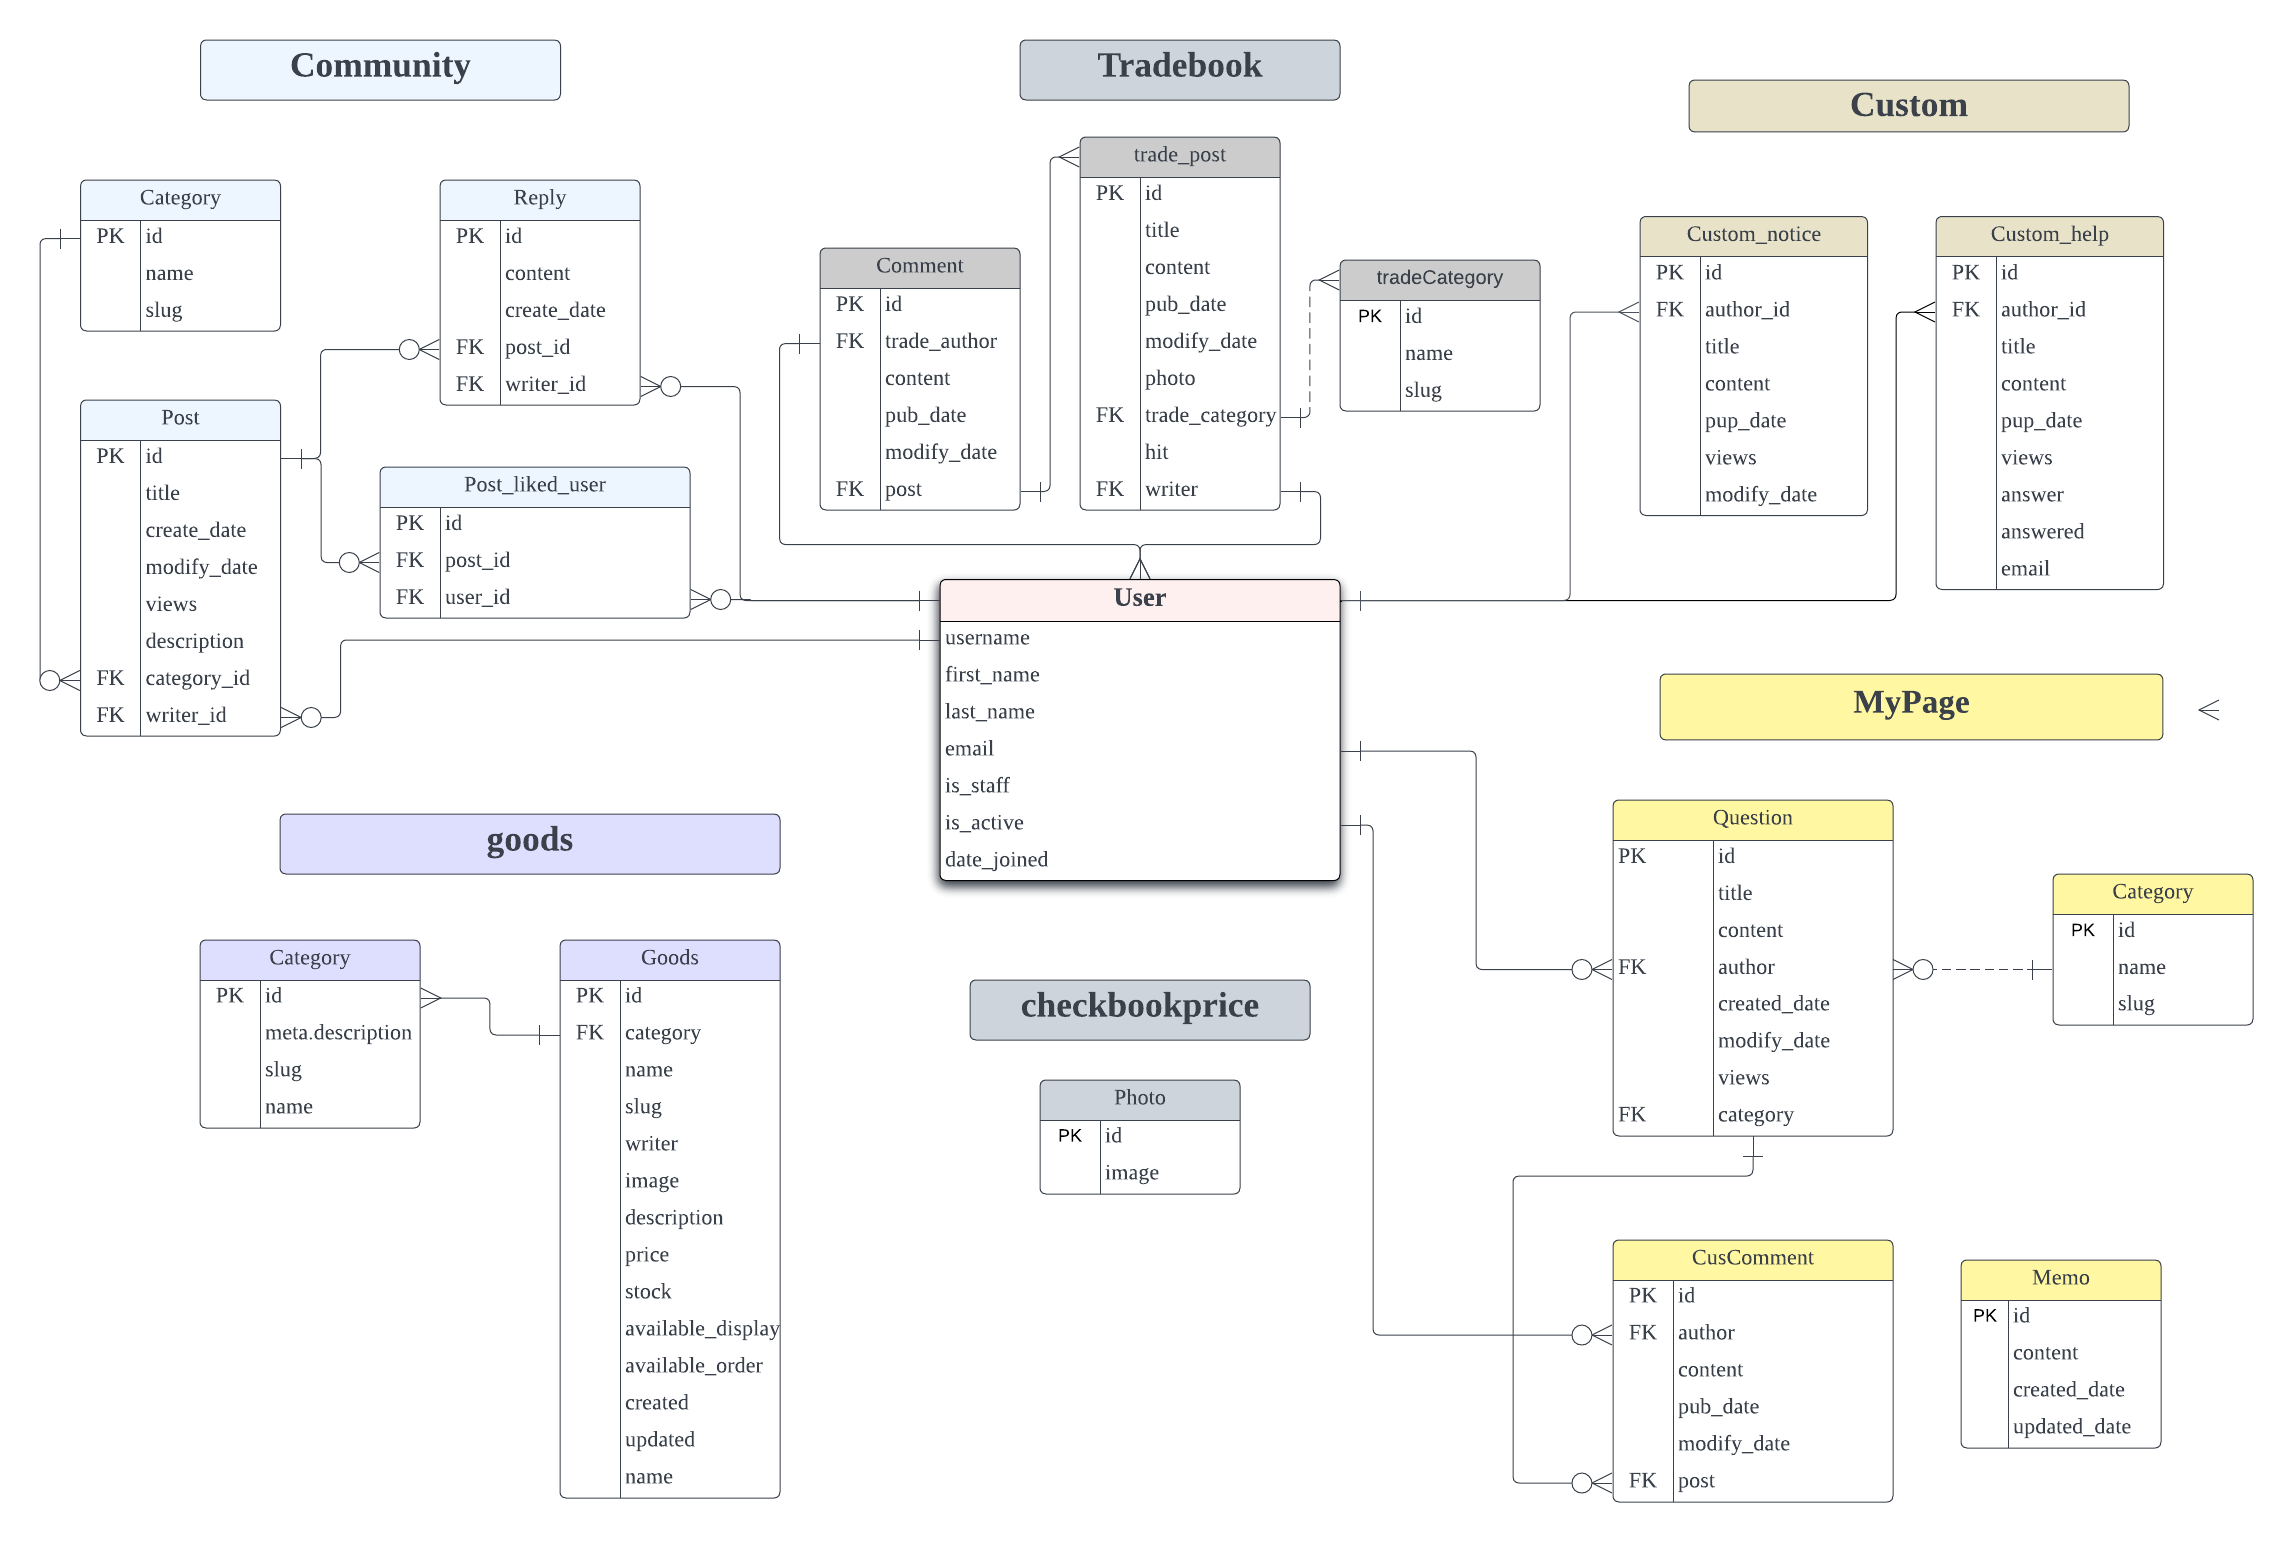 Community
Category
PK id
name
slug
Reply
PK id
content
create_date
FK post_id
FK writer_id
Post
PK id
title
create_date
modify_date
views
description
FK category_id
FK writer_id
Post_liked_user
PK id
FK post_id
FK user_id
Tradebook
trade_post
PK id
title
content
pub_date
modify_date
photo
FK trade_category
hit
FK writer
Comment
PK id
FK trade_author
content
pub_date
modify_date
FK post
tradeCategory
PK id
name
slug
Custom
Custom_notice
PK id
FK author_id
title
content
pup_date
views
modify_date
Custom_help
PK id
FK author_id
title
content
pup_date
views
answer
answered
email
User
username
first_name
last_name
email
is_staff
is_active
date_joined
MyPage
Question
PK id
title
content
FK author
created_date
modify_date
views
FK category
Category
PK id
name
slug
CusComment
PK id
FK author
content
pub_date
modify_date
FK post
Memo
PK id
content
created_date
updated_date
goods
Category
PK id
meta.description
slug
name
Goods
PK id
FK category
name
slug
writer
image
description
price
stock
available_display
available_order
created
updated
name
checkbookprice
Photo
PK id
image